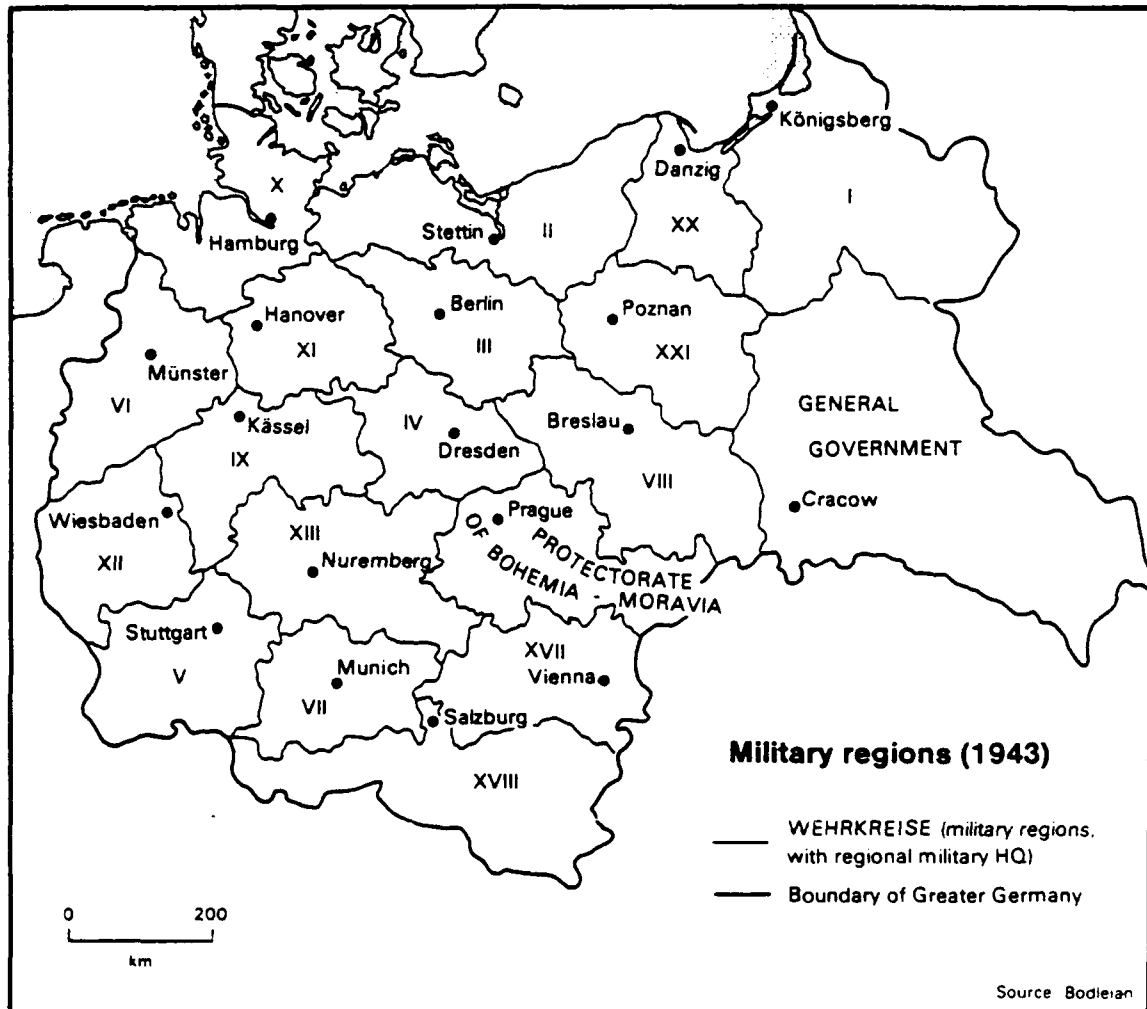 Königsberg
Danzig
X
I
XX
Hamburg
Stettin
II
Hanover
Berlin
Poznan
XI
III
XXI
Münster
VI
GENERAL
GOVERNMENT
Kässel
IV
Breslau
Dresden
IX
VIII
Wiesbaden
Prague
Cracow
XIII
XII
Nuremberg
PROTECTORATE
OF BOHEMIA - MORAVIA
Stuttgart
XVII
V
Munich
Vienna
VII
Salzburg
XVIII
Military regions (1943)
WEHRKREISE (military regions,
with regional military HQ)
Boundary of Greater Germany
0 200
km
Source Bodleian